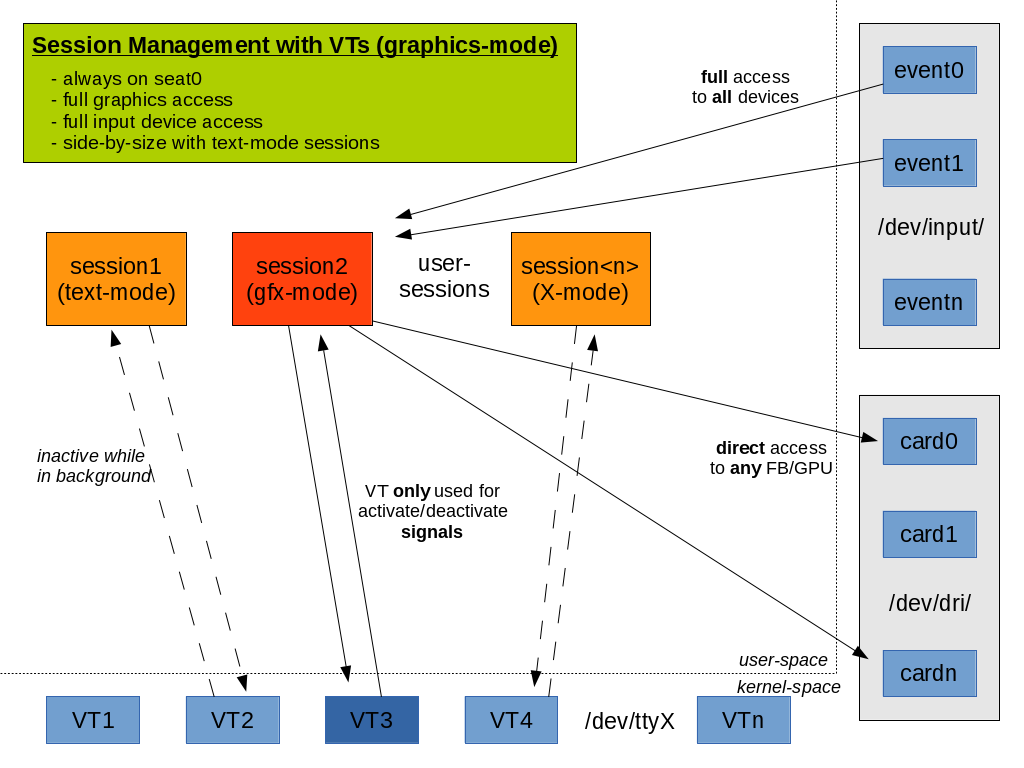 Session Management with VTs (graphics-mode)
- always on seat0
- full graphics access
- full input device access
- side-by-size with text-mode sessions
full access
to all devices
event0
event1
/dev/input/
eventn
session1
(text-mode)
session2
(gfx-mode)
user-
sessions
session<n>
(X-mode)
inactive while
in background
VT only used for
activate/deactivate
signals
direct access
to any FB/GPU
card0
card1
/dev/dri/
cardn
user-space
kernel-space
VT1
VT2
VT3
VT4
/dev/ttyX
VTn